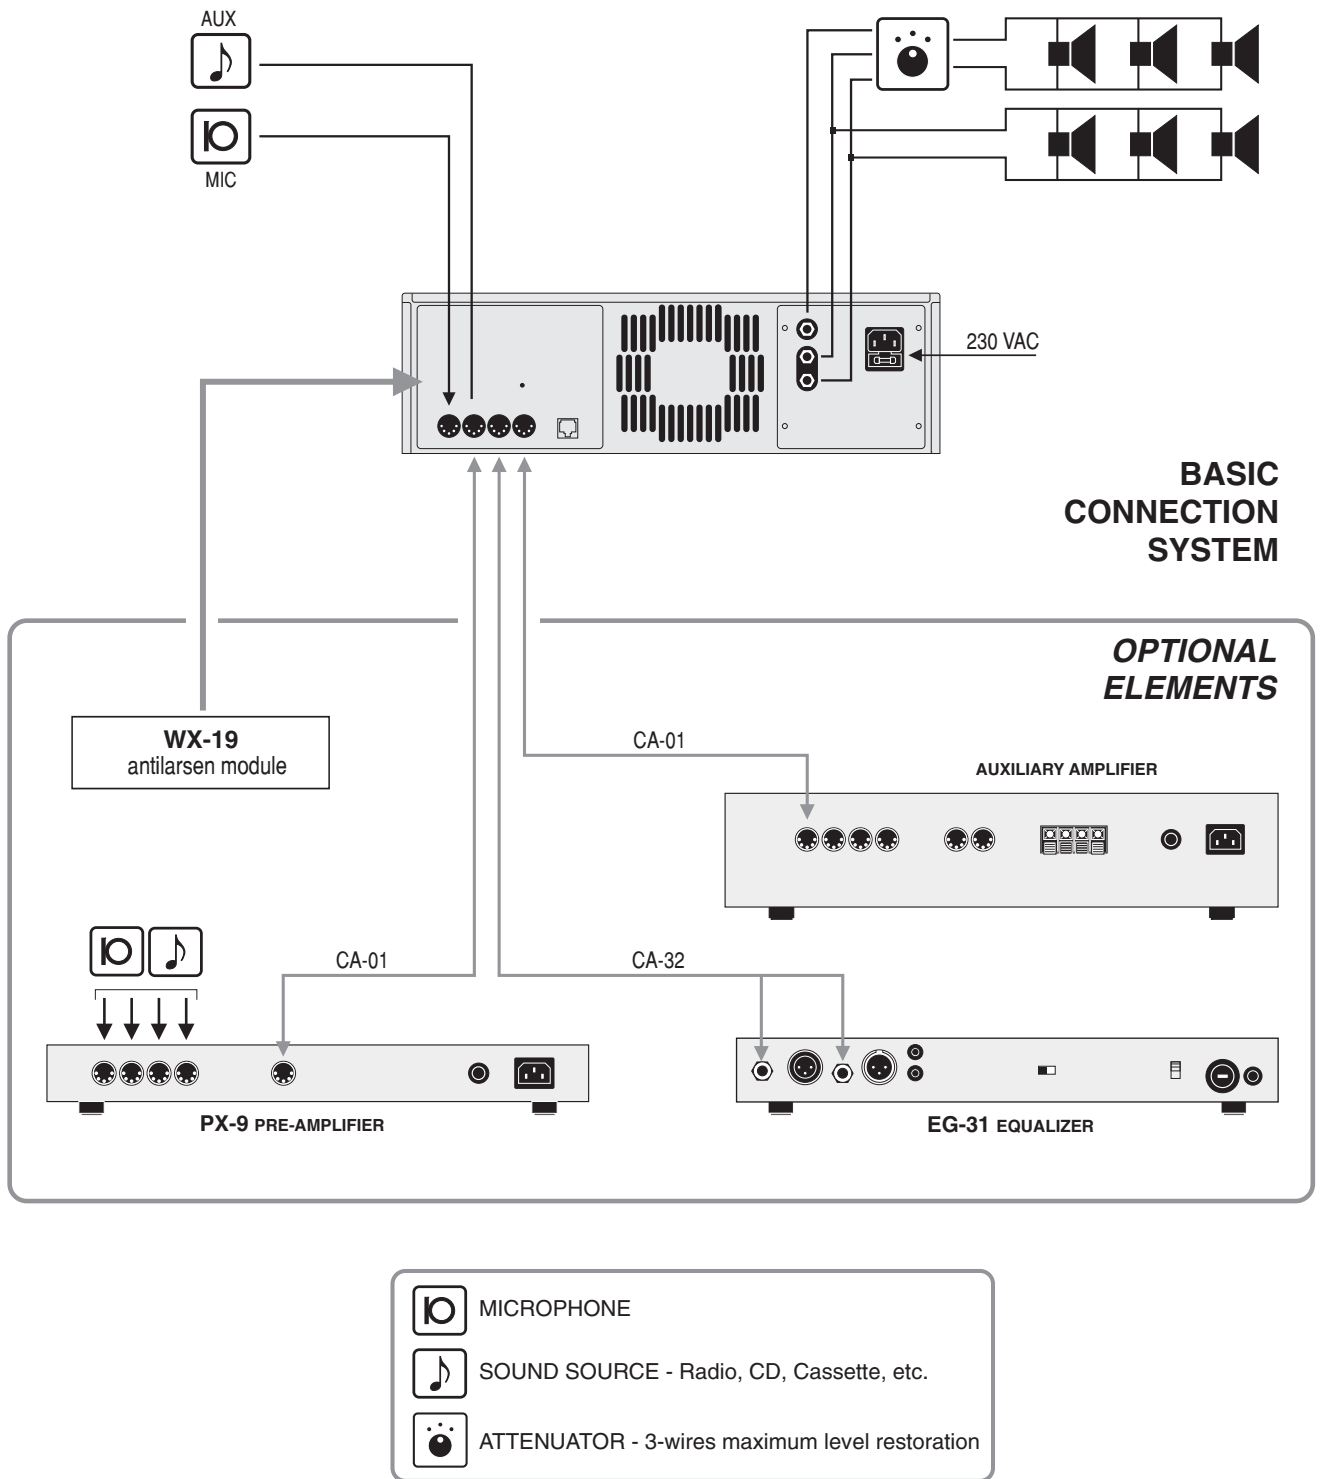 AUX
MIC
230 VAC
BASIC
CONNECTION
SYSTEM
OPTIONAL
ELEMENTS
WX-19
antilarsen module
CA-01
AUXILIARY AMPLIFIER
CA-01
CA-32
PX-9 PRE-AMPLIFIER
EG-31 EQUALIZER
MICROPHONE
SOUND SOURCE - Radio, CD, Cassette, etc.
ATTENUATOR - 3-wires maximum level restoration